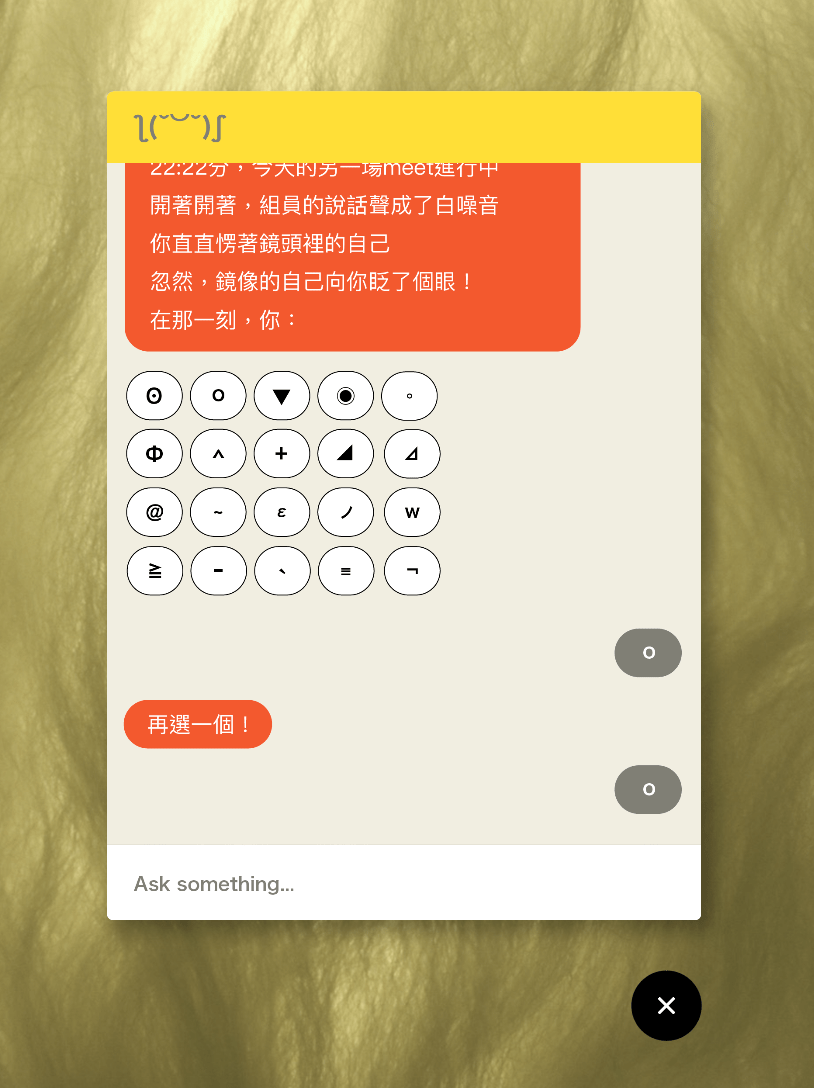 ƪ(˘⌣˘)ʃ
22:22分，今天的另一場meet進行中
開著開著，組員的說話聲成了白噪音
你直直愣著鏡頭裡的自己
忽然，鏡像的自己向你眨了個眼！
在那一刻，你：
ʘ o ▼ ◉ ◦
Φ ^ + ◢ ⊿
@ ~ ε ノ w
≧ − 、 ≡ ¬
o
再選一個！
o
Ask something...
×